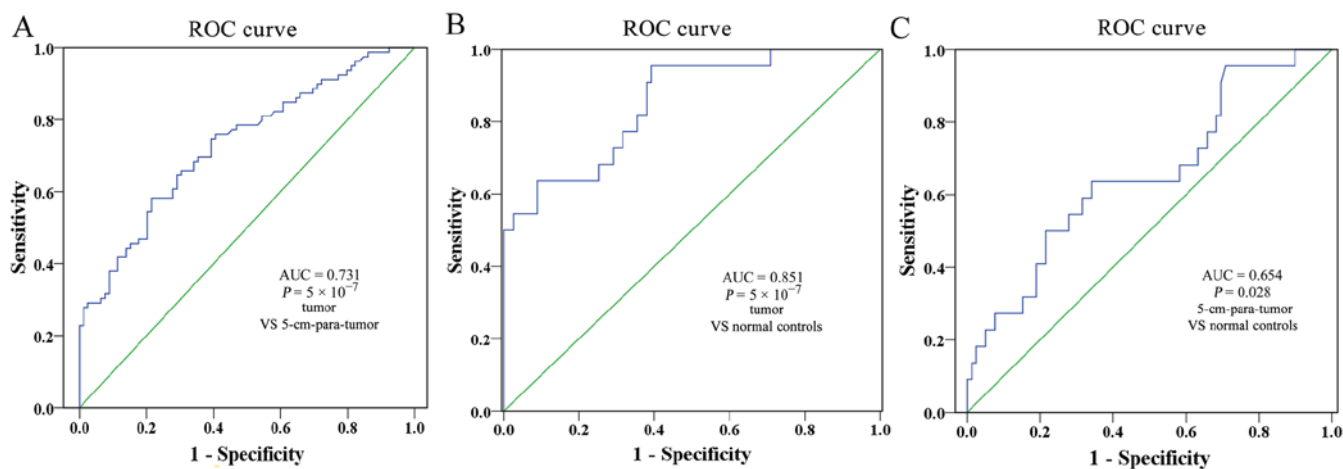 A
ROC curve
1.0
0.8
0.6
0.4
0.2
0.0
Sensitivity
AUC = 0.731
P = 5 × 10⁻⁷
tumor
VS 5-cm-para-tumor
0.0 0.2 0.4 0.6 0.8 1.0
1 - Specificity
B
ROC curve
1.0
0.8
0.6
0.4
0.2
0.0
Sensitivity
AUC = 0.851
P = 5 × 10⁻⁷
tumor
VS normal controls
0.0 0.2 0.4 0.6 0.8 1.0
1 - Specificity
C
ROC curve
1.0
0.8
0.6
0.4
0.2
0.0
Sensitivity
AUC = 0.654
P = 0.028
5-cm-para-tumor
VS normal controls
0.0 0.2 0.4 0.6 0.8 1.0
1 - Specificity